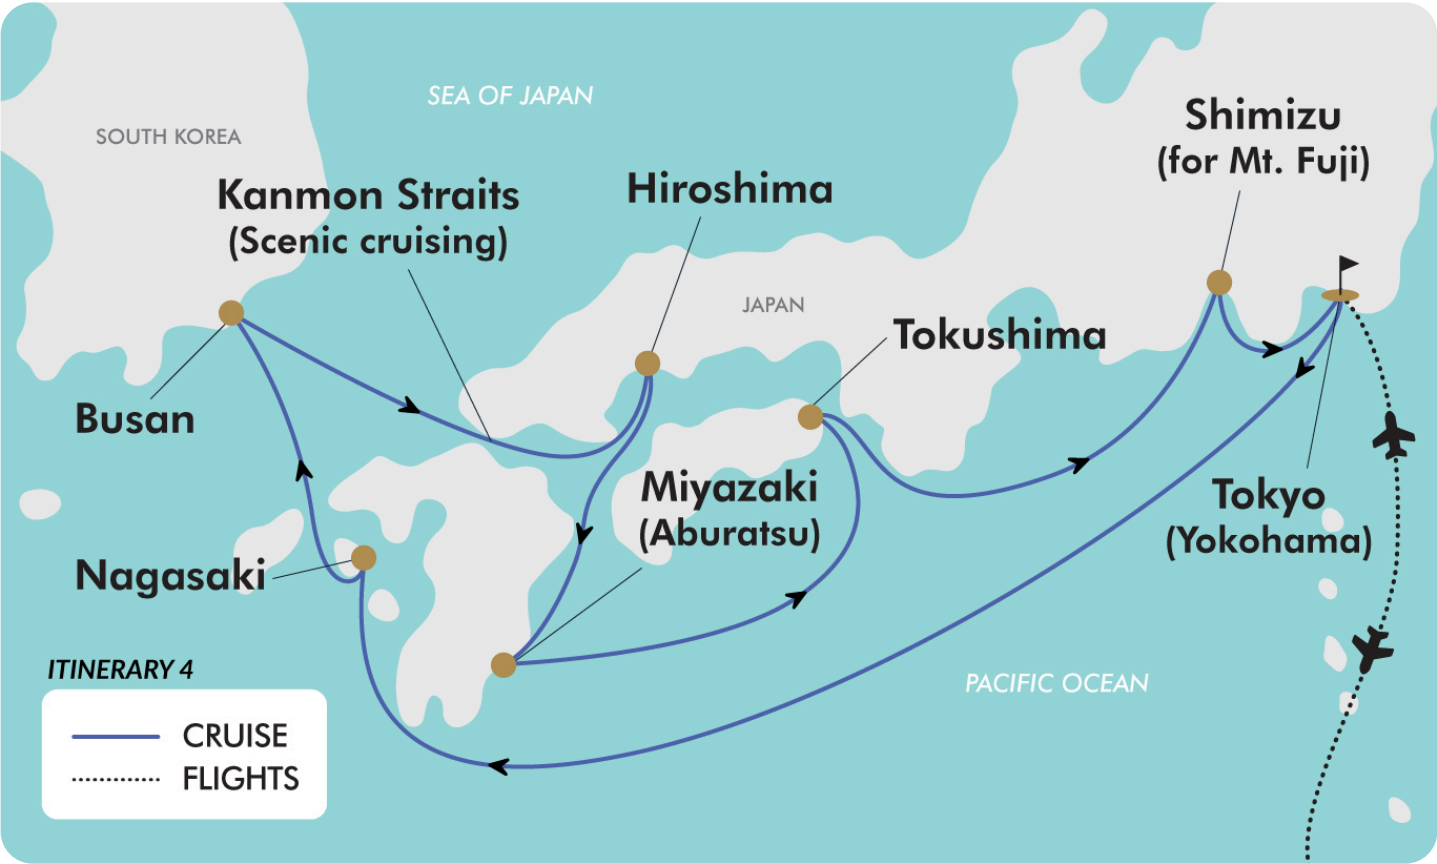 SEA OF JAPAN
SOUTH KOREA
Shimizu
(for Mt. Fuji)
Kanmon Straits
(Scenic cruising)
Hiroshima
JAPAN
Tokushima
Busan
Miyazaki
(Aburatsu)
Tokyo
(Yokohama)
Nagasaki
ITINERARY 4
CRUISE
FLIGHTS
PACIFIC OCEAN